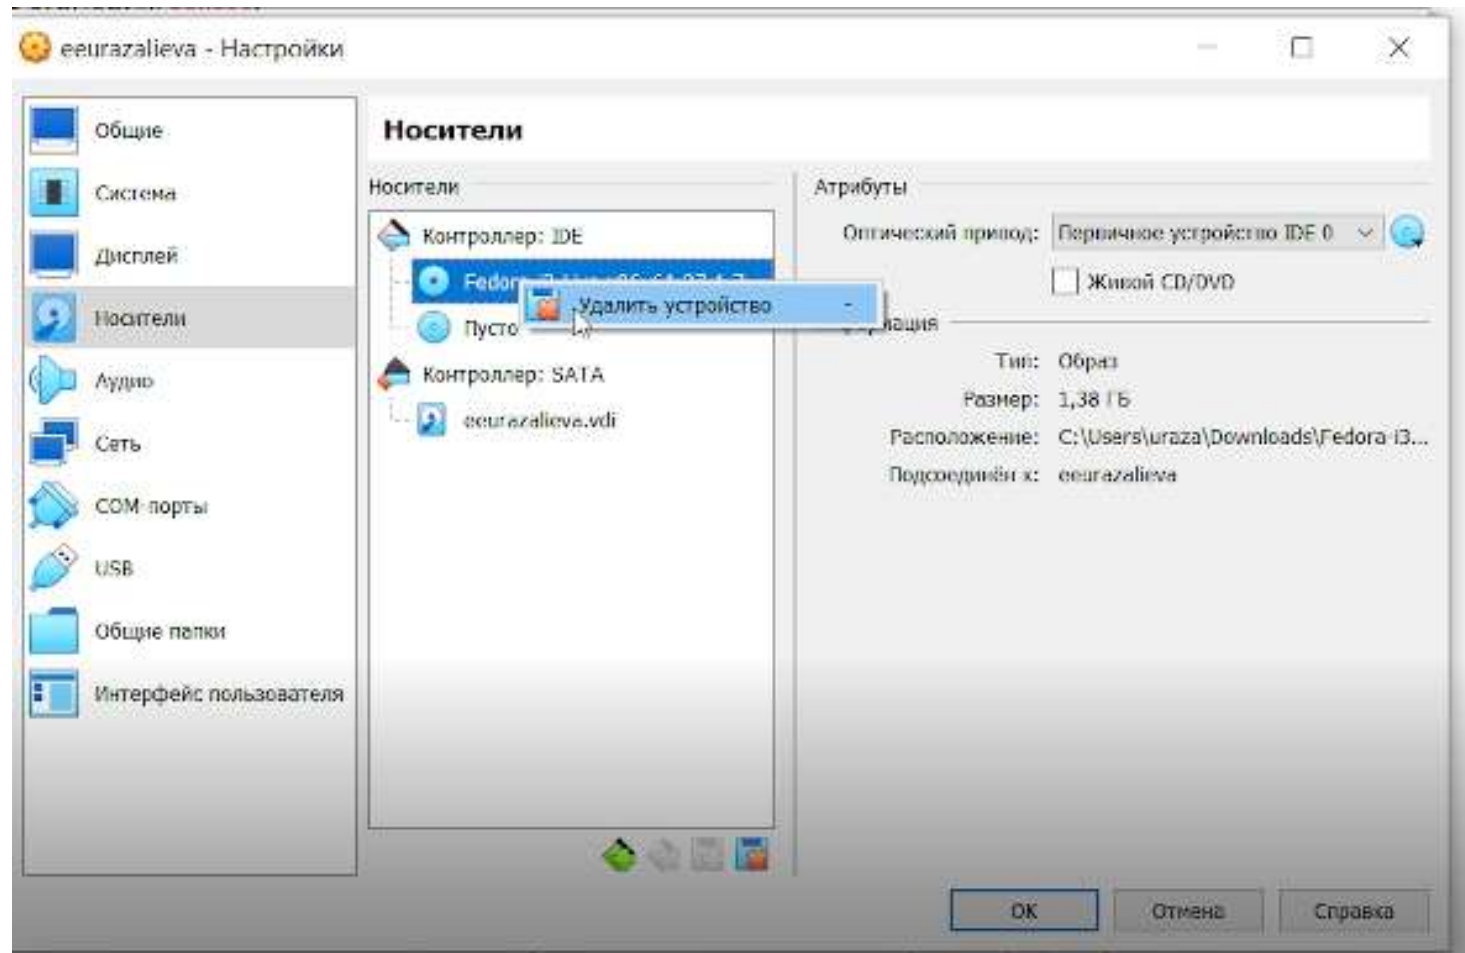 eeurazalieva - Настройки
Общие
Система
Дисплей
Носители
Аудио
Сеть
COM-порты
USB
Общие папки
Интерфейс пользователя
Носители
Носители
Контроллер: IDE
Удалить устройство -
Пусто
Контроллер: SATA
eeurazalieva.vdi
Атрибуты
Оптический привод: Первичное устройство IDE 0
Живой CD/DVD
Тип: Образ
Размер: 1,38 ГБ
Расположение: C:\Users\uraza\Downloads\Fedora-i3...
Подсоединён к: eeurazalieva
OK
Отмена
Справка